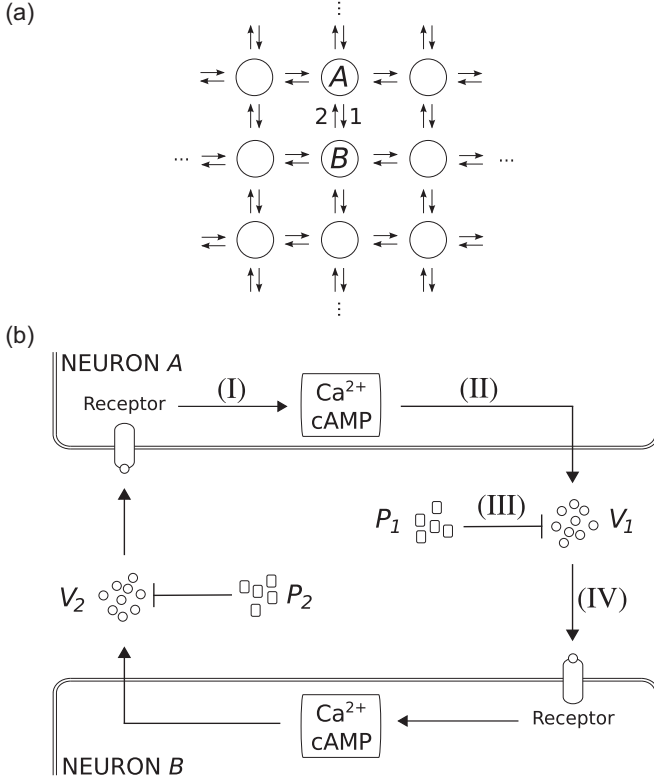 (a)
...
A
2 1
... B ...
...
(b)
NEURON A
Receptor (I) Ca²⁺ (II)
cAMP
P₁ (III) V₁
V₂ P₂ (IV)
Ca²⁺ Receptor
cAMP
NEURON B